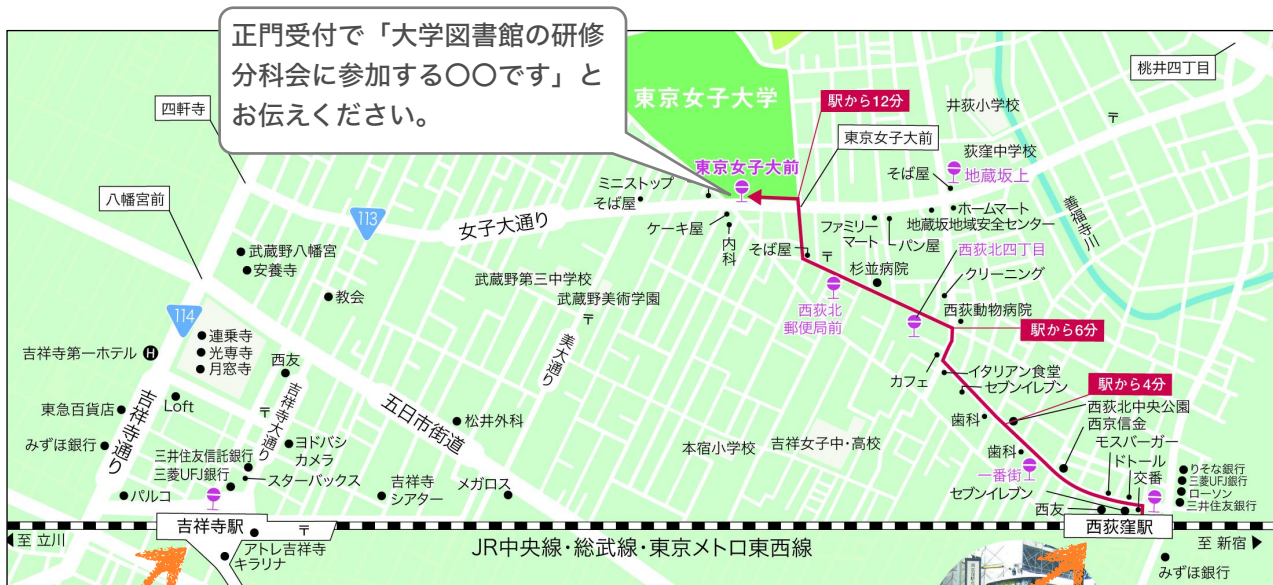 正門受付で「大学図書館の研修
分科会に参加する〇〇です」と
お伝えください。
桃井四丁目
四軒寺
東京女子大学
駅から12分
井荻小学校
〒
東京女子大前
荻窪中学校
東京女子大前
地蔵坂上
そば屋
八幡宮前
ミニストップ
そば屋
113
女子大通り
ケーキ屋
内科
ホームマート
地蔵坂地域安全センター
ファミリー
マート
パン屋
善福寺川
そば屋
〒
西荻北四丁目
武蔵野八幡宮
安養寺
杉並病院
クリーニング
武蔵野第三中学校
武蔵野美術学園
〒
教会
西荻北
郵便局前
西荻動物病院
駅から6分
114
連乗寺
光専寺
月窓寺
吉祥寺第一ホテル
H
西友
美大通り
カフェ
イタリアン食堂
セブンイレブン
駅から4分
東急百貨店
Loft
吉祥寺通り
〒
吉祥寺大通り
五日市街道
松井外科
歯科
西荻北中央公園
西京信金
みずほ銀行
ヨドバシ
カメラ
本宿小学校
吉祥女子中・高校
モスバーガー
ドトール
交番
三井住友信託銀行
三菱UFJ銀行
スターバックス
歯科
一番街
りそな銀行
三菱UFJ銀行
ローソン
三井住友銀行
パルコ
吉祥寺
シアター
メガロス
セブンイレブン
西友
吉祥寺駅
〒
西荻窪駅
至 立川
JR中央線・総武線・東京メトロ東西線
至 新宿
アトレ吉祥寺
キラリナ
みずほ銀行